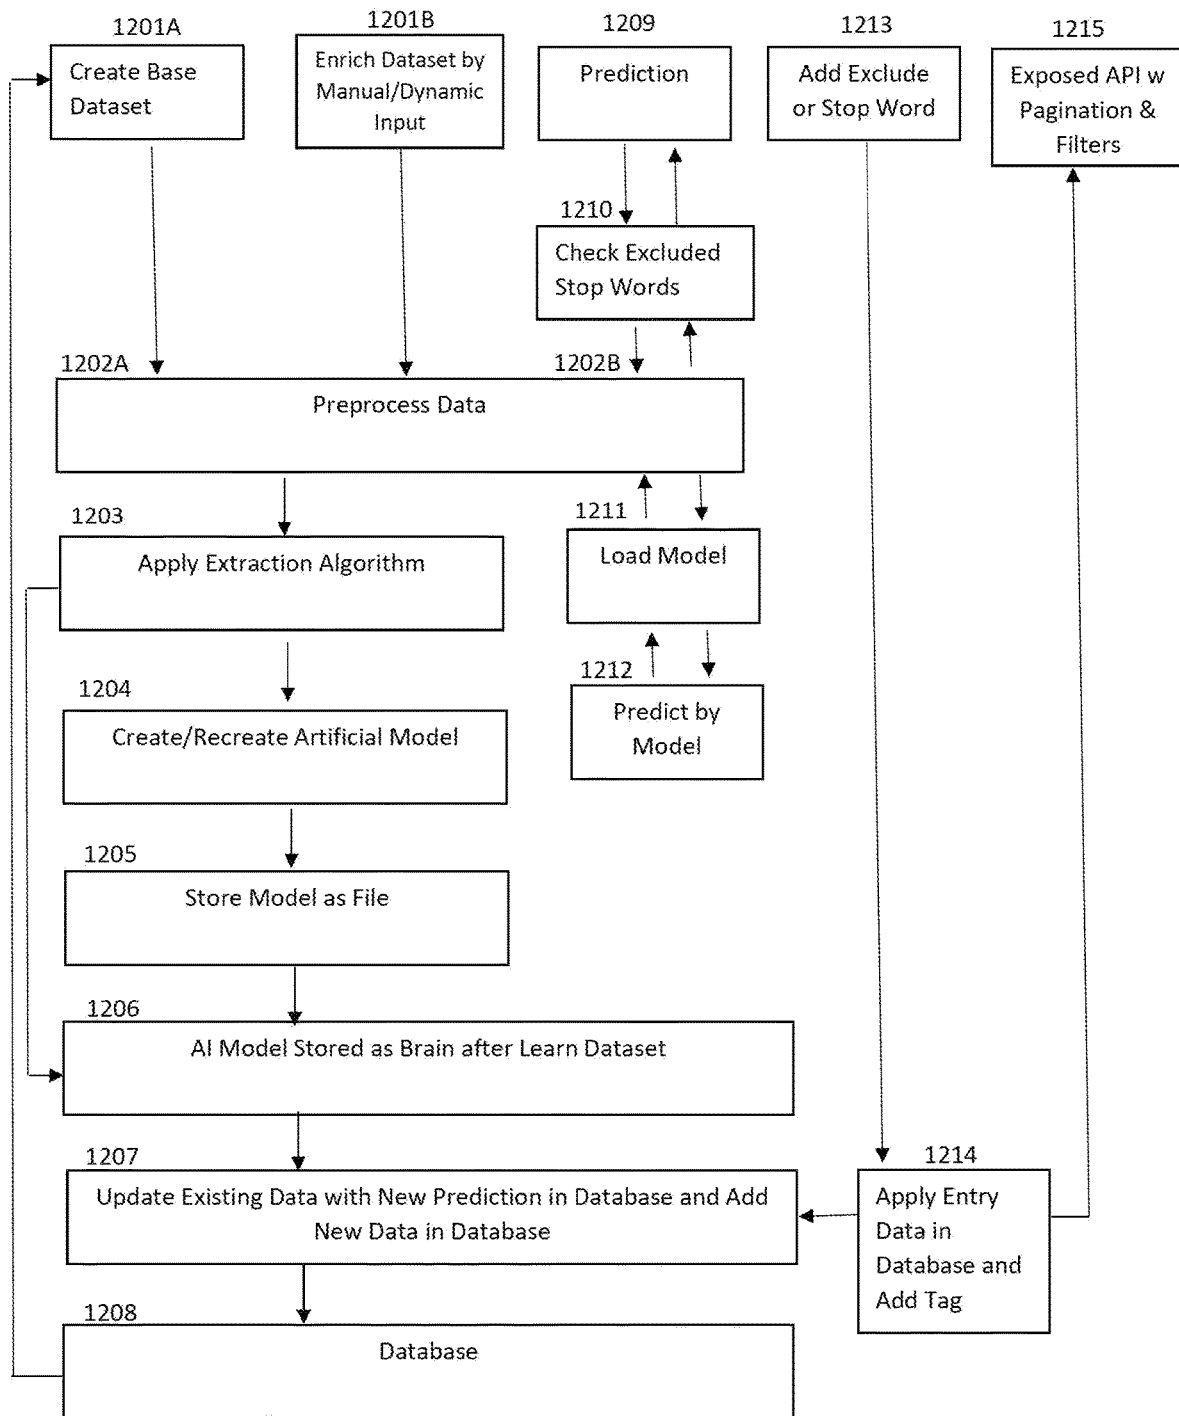 1201A
Create Base
Dataset
1201B
Enrich Dataset by
Manual/Dynamic
Input
1209
Prediction
1213
Add Exclude
or Stop Word
1215
Exposed API w
Pagination &
Filters
1210
Check Excluded
Stop Words
1202A
1202B
Preprocess Data
1203
Apply Extraction Algorithm
1211
Load Model
1204
Create/Recreate Artificial Model
1212
Predict by
Model
1205
Store Model as File
1206
AI Model Stored as Brain after Learn Dataset
1207
Update Existing Data with New Prediction in Database and Add
New Data in Database
1214
Apply Entry
Data in
Database and
Add Tag
1208
Database